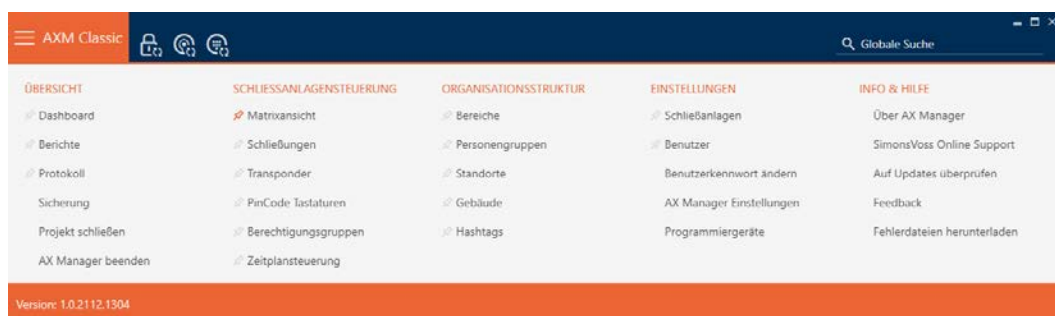 AXM Classic
Globale Suche
ÜBERSICHT
Dashboard
Berichte
Protokoll
Sicherung
Projekt schließen
AX Manager beenden
SCHLIESSANLAGENSTEUERUNG
Matrixansicht
Schließungen
Transponder
PinCode Tastaturen
Berechtigungsgruppen
Zeitplansteuerung
ORGANISATIONSSTRUKTUR
Bereiche
Personengruppen
Standorte
Gebäude
Hashtags
EINSTELLUNGEN
Schließanlagen
Benutzer
Benutzerkennwort ändern
AX Manager Einstellungen
Programmiergeräte
INFO & HILFE
Über AX Manager
SimonsVoss Online Support
Auf Updates überprüfen
Feedback
Fehlerdateien herunterladen
Version: 1.0.2112.1304